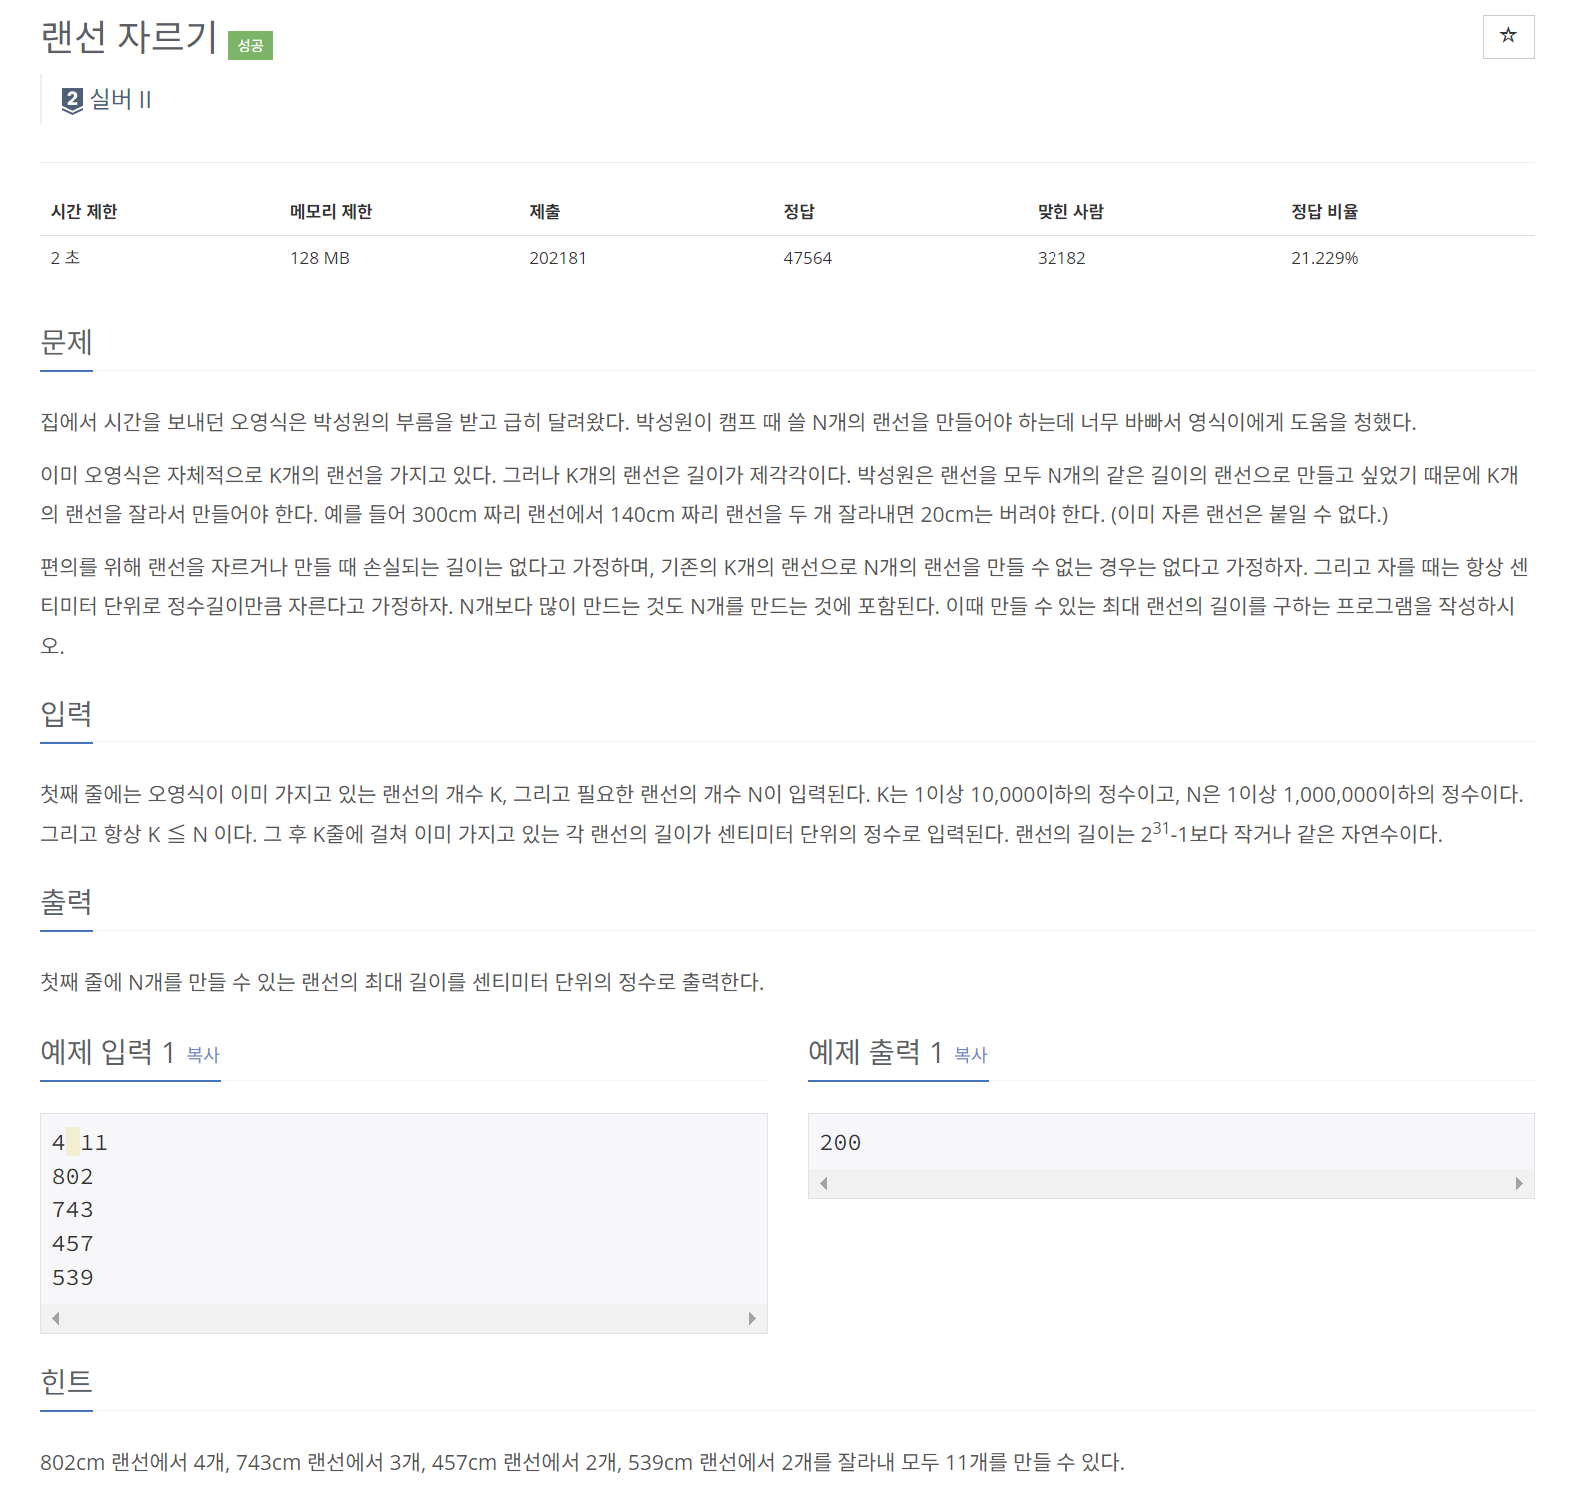 랜선 자르기 성공
☆
2 실버 II
시간 제한 메모리 제한 제출 정답 맞힌 사람 정답 비율
2 초 128 MB 202181 47564 32182 21.229%
문제
집에서 시간을 보내던 오영식은 박성원의 부름을 받고 급히 달려왔다. 박성원이 캠프 때 쓸 N개의 랜선을 만들어야 하는데 너무 바빠서 영식이에게 도움을 청했다.
이미 오영식은 자체적으로 K개의 랜선을 가지고 있다. 그러나 K개의 랜선은 길이가 제각각이다. 박성원은 랜선을 모두 N개의 같은 길이의 랜선으로 만들고 싶었기 때문에 K개
의 랜선을 잘라서 만들어야 한다. 예를 들어 300cm 짜리 랜선에서 140cm 짜리 랜선을 두 개 잘라내면 20cm는 버려야 한다. (이미 자른 랜선은 붙일 수 없다.)
편의를 위해 랜선을 자르거나 만들 때 손실되는 길이는 없다고 가정하며, 기존의 K개의 랜선으로 N개의 랜선을 만들 수 없는 경우는 없다고 가정하자. 그리고 자를 때는 항상 센
티미터 단위로 정수길이만큼 자른다고 가정하자. N개보다 많이 만드는 것도 N개를 만드는 것에 포함된다. 이때 만들 수 있는 최대 랜선의 길이를 구하는 프로그램을 작성하시
오.
입력
첫째 줄에는 오영식이 이미 가지고 있는 랜선의 개수 K, 그리고 필요한 랜선의 개수 N이 입력된다. K는 1이상 10,000이하의 정수이고, N은 1이상 1,000,000이하의 정수이다.
그리고 항상 K ≦ N 이다. 그 후 K줄에 걸쳐 이미 가지고 있는 각 랜선의 길이가 센티미터 단위의 정수로 입력된다. 랜선의 길이는 2³¹-1보다 작거나 같은 자연수이다.
출력
첫째 줄에 N개를 만들 수 있는 랜선의 최대 길이를 센티미터 단위의 정수로 출력한다.
예제 입력 1 복사
4 11
802
743
457
539
예제 출력 1 복사
200
힌트
802cm 랜선에서 4개, 743cm 랜선에서 3개, 457cm 랜선에서 2개, 539cm 랜선에서 2개를 잘라내 모두 11개를 만들 수 있다.